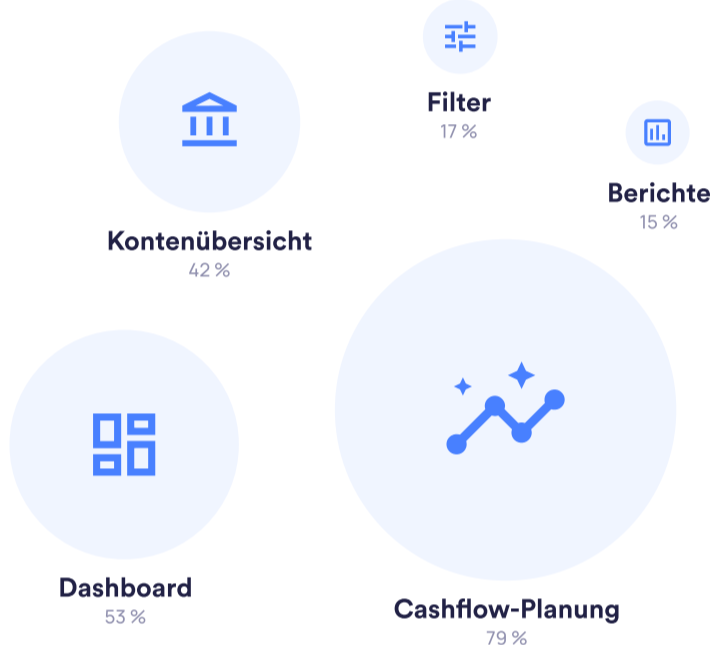 Filter
17 %
Berichte
15 %
Kontenübersicht
42 %
Dashboard
53 %
Cashflow-Planung
79 %